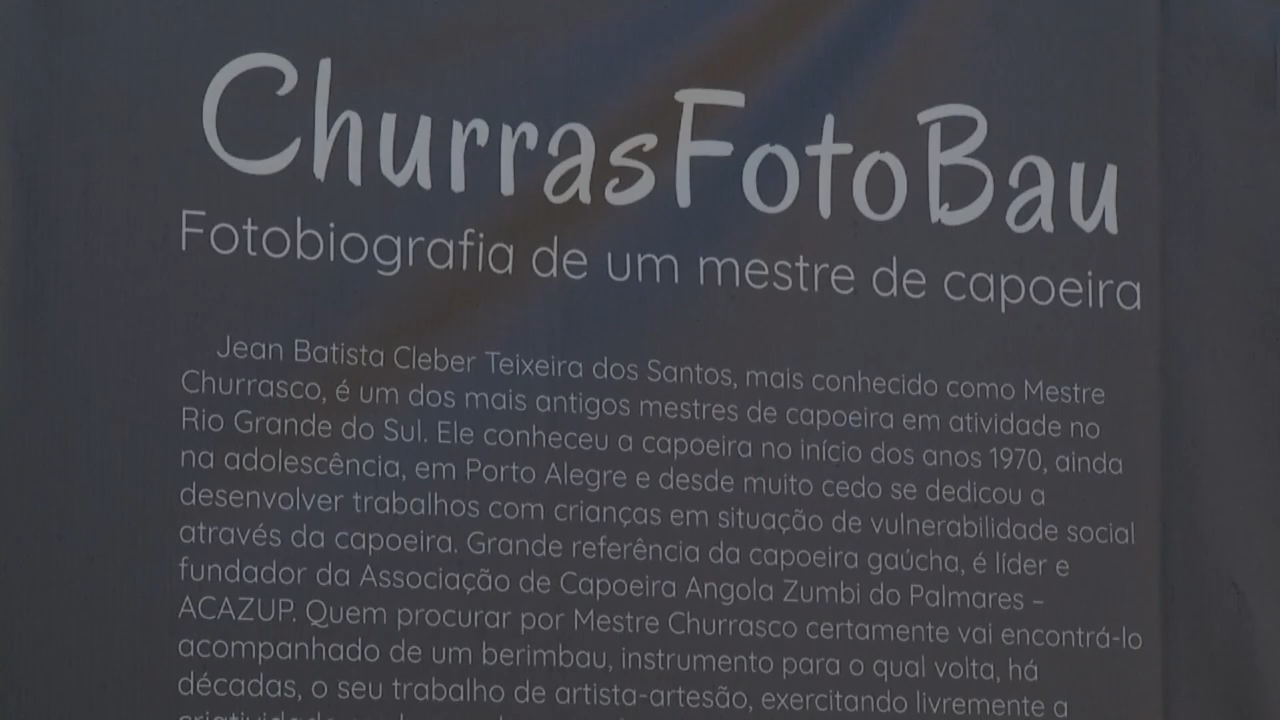 ChurrasFotoBau
Fotobiografia de um mestre de capoeira
Jean Batista Cleber Teixeira dos Santos, mais conhecido como Mestre
Churrasco, é um dos mais antigos mestres de capoeira em atividade no
Rio Grande do Sul. Ele conheceu a capoeira no início dos anos 1970, ainda
na adolescência, em Porto Alegre e desde muito cedo se dedicou a
desenvolver trabalhos com crianças em situação de vulnerabilidade social
através da capoeira. Grande referência da capoeira gaúcha, é líder e
fundador da Associação de Capoeira Angola Zumbi do Palmares –
ACAZUP. Quem procurar por Mestre Churrasco certamente vai encontrá-lo
acompanhado de um berimbau, instrumento para o qual volta, há
décadas, o seu trabalho de artista-artesão, exercitando livremente a